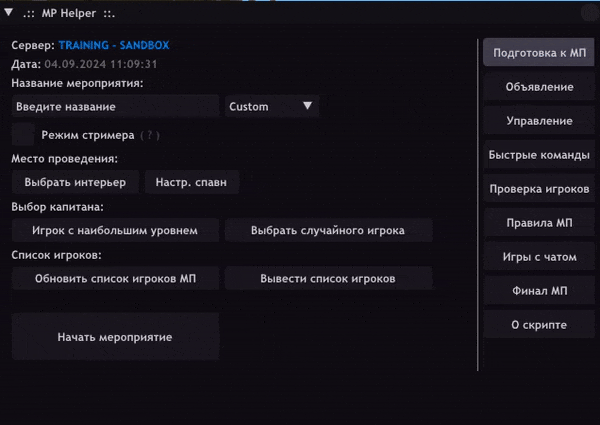 .:: MP Helper ::.
Сервер: TRAINING - SANDBOX
Дата: 04.09.2024 11:09:31
Название мероприятия:
Введите название Custom
Режим стримера ( ? )
Место проведения:
Выбрать интерьер Настр. спавн
Выбор капитана:
Игрок с наибольшим уровнем Выбрать случайного игрока
Список игроков:
Обновить список игроков МП Вывести список игроков
Начать мероприятие
Подготовка к МП
Объявление
Управление
Быстрые команды
Проверка игроков
Правила МП
Игры с чатом
Финал МП
О скрипте